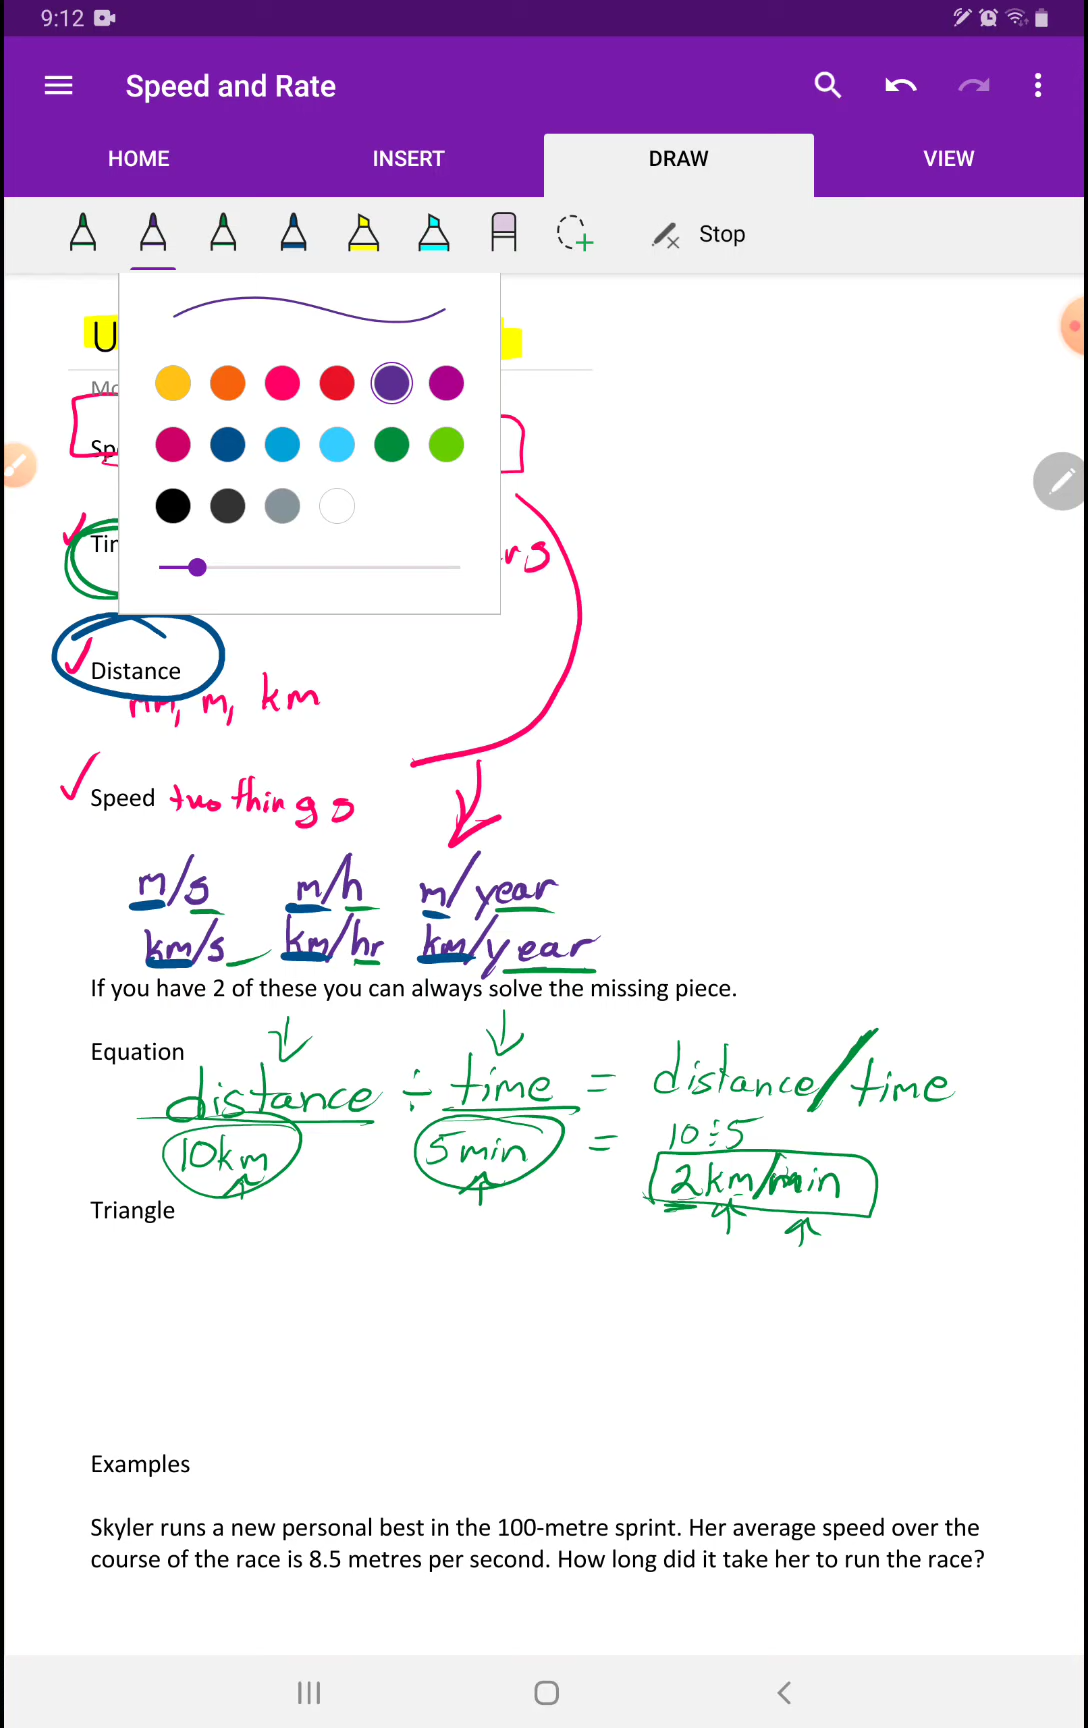 9:12
Speed and Rate
HOME INSERT DRAW VIEW
Stop
U
Mo
Sp
Tir
rs
Distance
m, km
Speed two things
m/s m/h m/year
km/s km/hr km/year
If you have 2 of these you can always solve the missing piece.
Equation
distance ÷ time = distance/time
10km 5min = 10÷5
2km/min
Triangle
Examples
Skyler runs a new personal best in the 100-metre sprint. Her average speed over the
course of the race is 8.5 metres per second. How long did it take her to run the race?